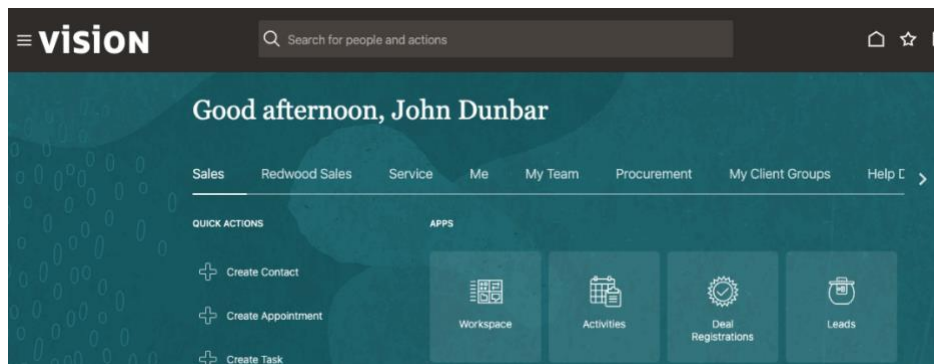 vision
Search for people and actions
Good afternoon, John Dunbar
Sales Redwood Sales Service Me My Team Procurement My Client Groups Help
QUICK ACTIONS
Create Contact
Create Appointment
Create Task
APPS
Workspace
Activities
Deal
Registrations
Leads